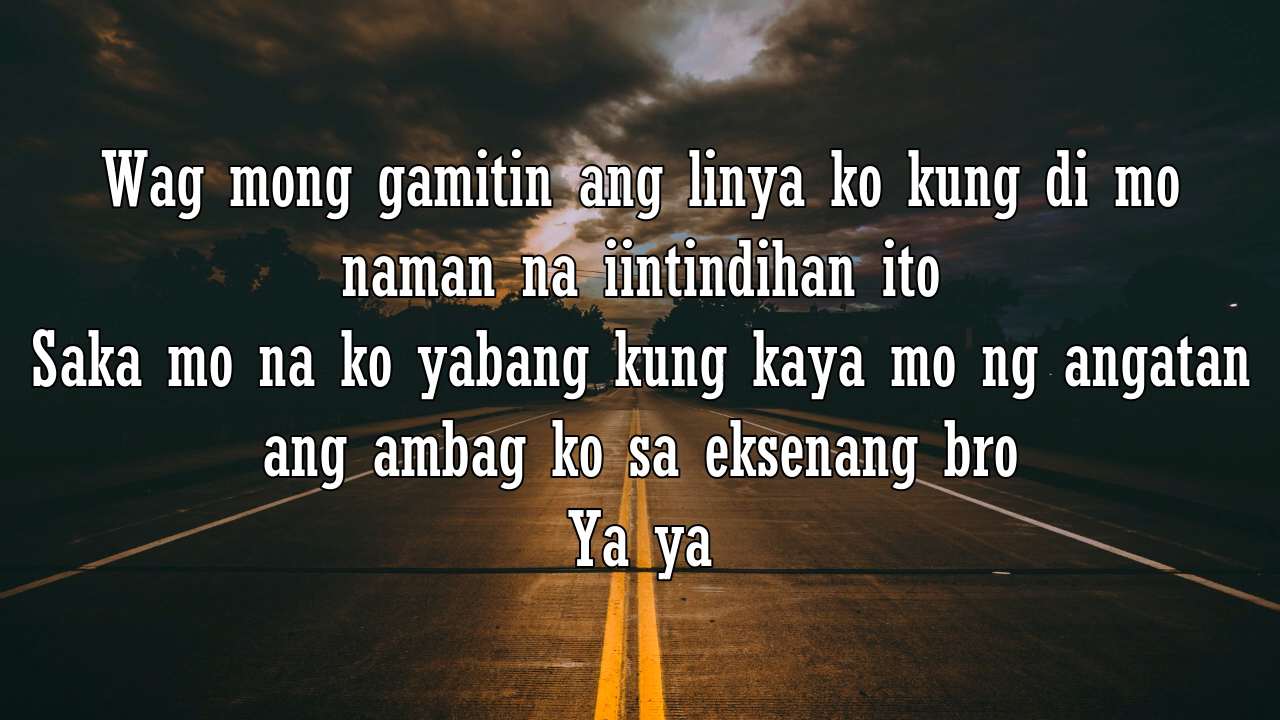 Wag mong gamitin ang linya ko kung di mo
naman na iintindihan ito
Saka mo na ko yabang kung kaya mo ng angatan
ang ambag ko sa eksenang bro
Ya ya